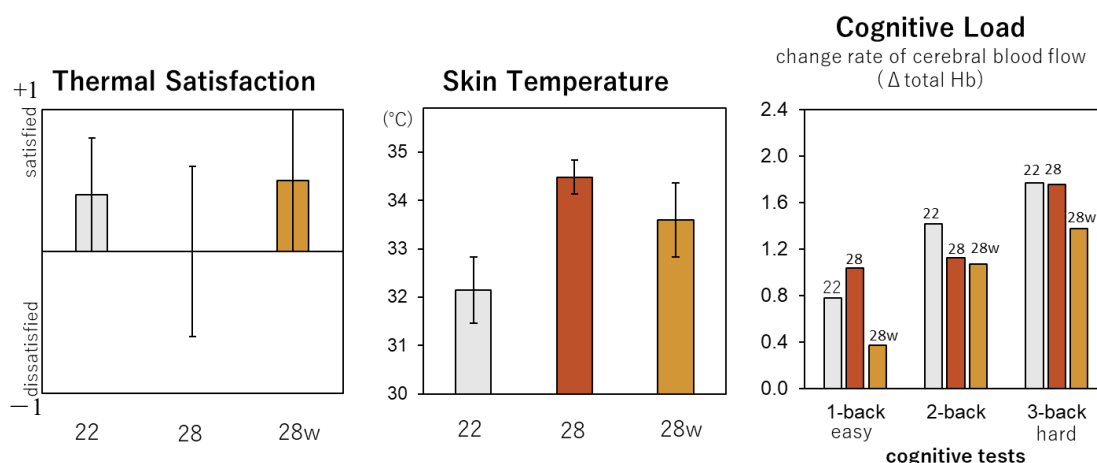 Thermal Satisfaction
+1
satisfied
dissatisfied
−1
22 28 28w
Skin Temperature
(°C)
35
34
33
32
31
30
22 28 28w
Cognitive Load
change rate of cerebral blood flow
(Δ total Hb)
2.4
2.0
1.6
1.2
0.8
0.4
0.0
22 28 28w
22 28 28w
22 28 28w
1-back 2-back 3-back
easy hard
cognitive tests